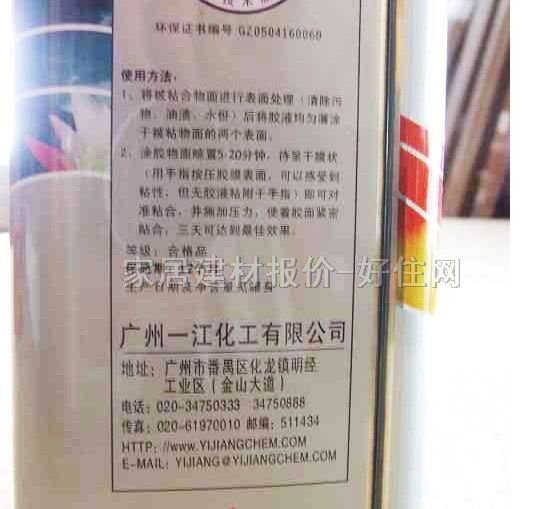 环保证书编号 GZ0504160068
使用方法：
1、将被粘合物面进行表面处理（清除污
物、油渍、水份）后将胶液均匀薄涂
于被粘物面的两个表面。
2、涂胶物面晾置5-20分钟，待呈干膜状
（用手指按压胶膜表面，可以感受到
粘性，但无胶液粘附于手指）即可对
准粘合，并施加压力，使着胶面紧密
粘合，三天可达到最佳效果。
等级：合格品
家居建材报价-好住网
广州一江化工有限公司
地址：广州市番禺区化龙镇明经
工业区（金山大道）
电话：020-34750333 34750888
传真：020-61970010 邮编：511434
HTTP://www.YIJIANGCHEM.COM
E-MAIL: YIJIANG@YIJIANGCHEM.COM